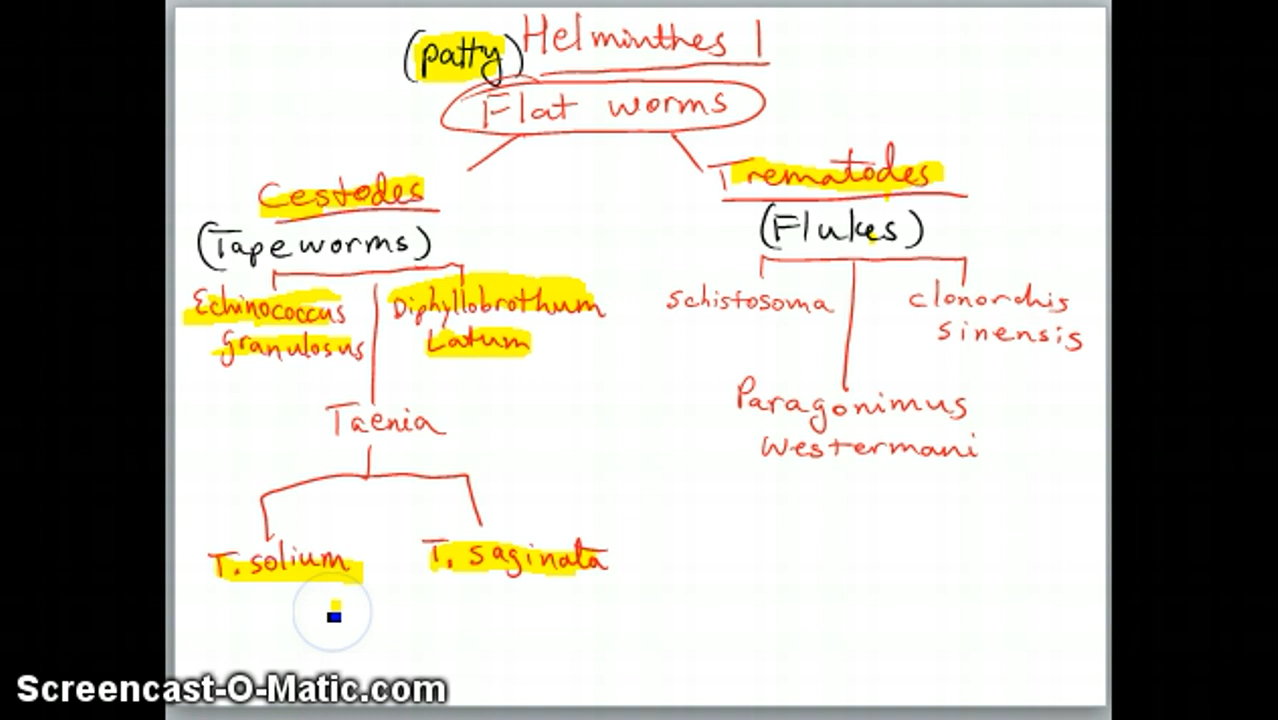 (patty) Helminthes 1
Flat worms
Cestodes
Trematodes
(Tapeworms)
(Flukes)
Echinococcus
granulosus
Diphyllobrothum
Latum
Schistosoma
clonorchis
sinensis
Paragonimus
westermani
Taenia
T. solium
T. saginata
Screencast-O-Matic.com